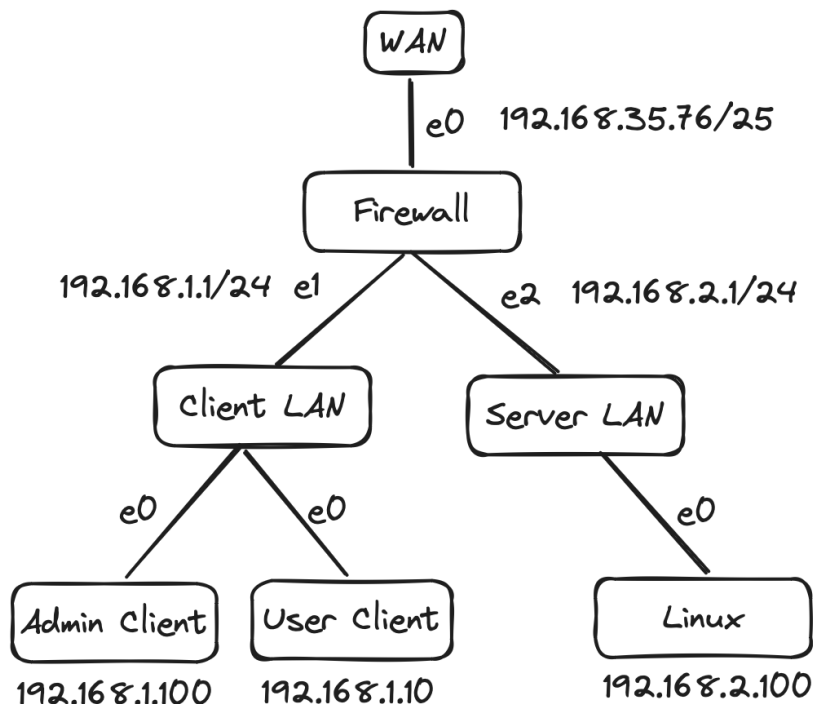 WAN
e0 192.168.35.76/25
Firewall
192.168.1.1/24 e1
e2 192.168.2.1/24
Client LAN
Server LAN
e0
e0
e0
Admin Client
User Client
Linux
192.168.1.100
192.168.1.10
192.168.2.100